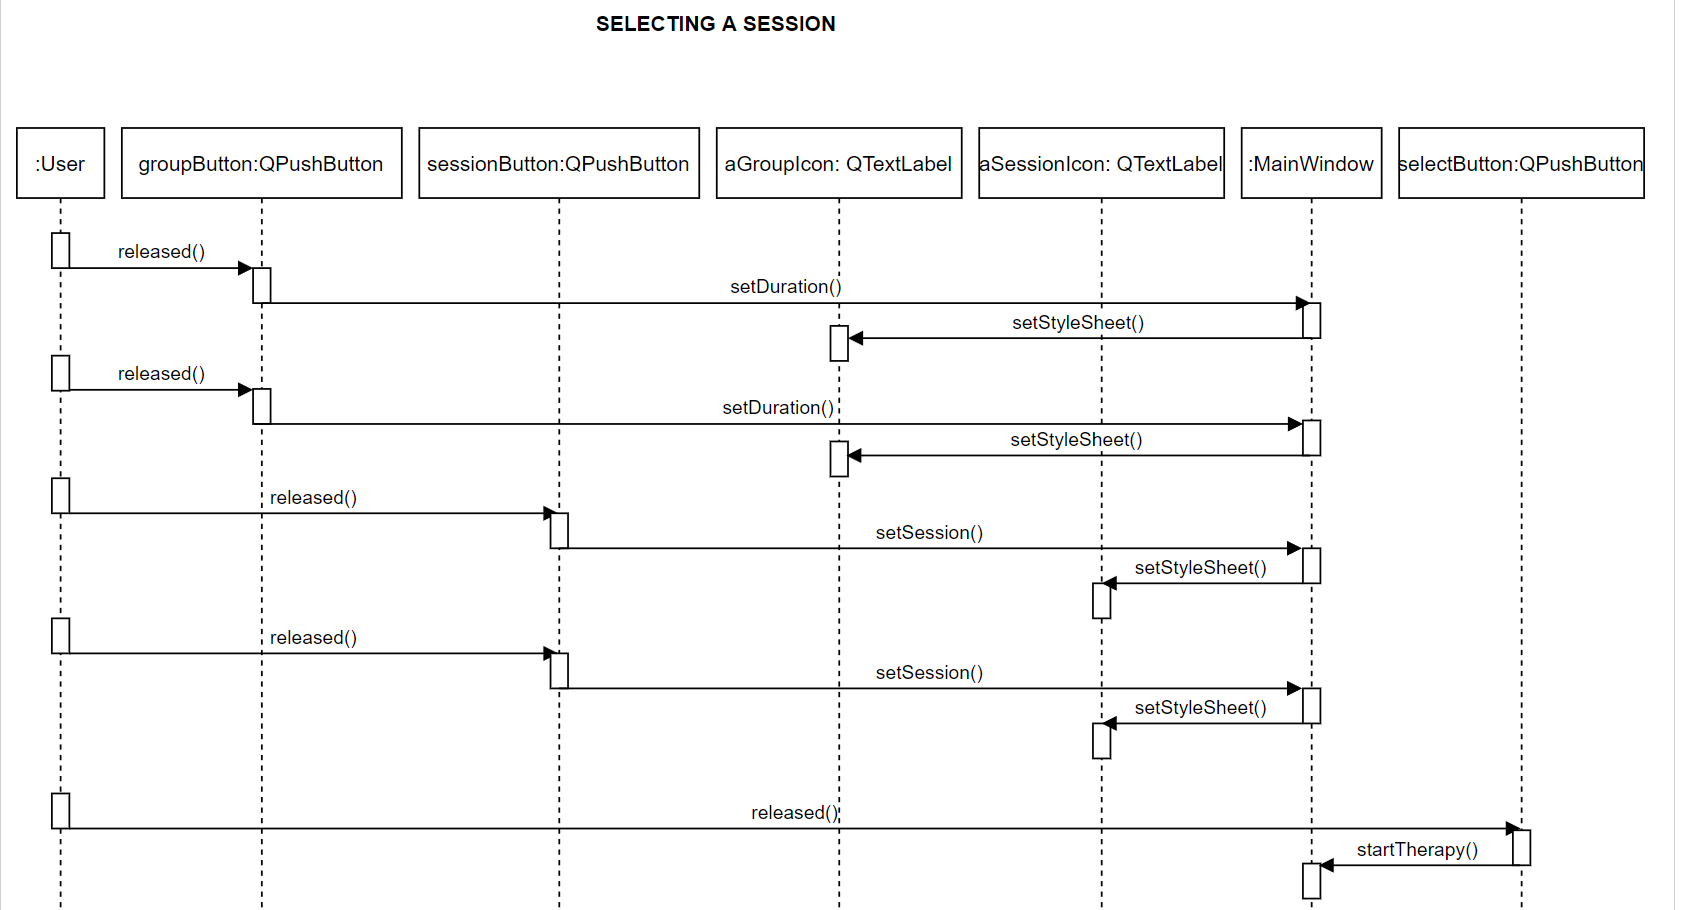 SELECTING A SESSION
:User
groupButton:QPushButton
sessionButton:QPushButton
aGroupIcon: QTextLabel
aSessionIcon: QTextLabel
:MainWindow
selectButton:QPushButton
released()
setDuration()
setStyleSheet()
released()
setDuration()
setStyleSheet()
released()
setSession()
setStyleSheet()
released()
setSession()
setStyleSheet()
released()
startTherapy()